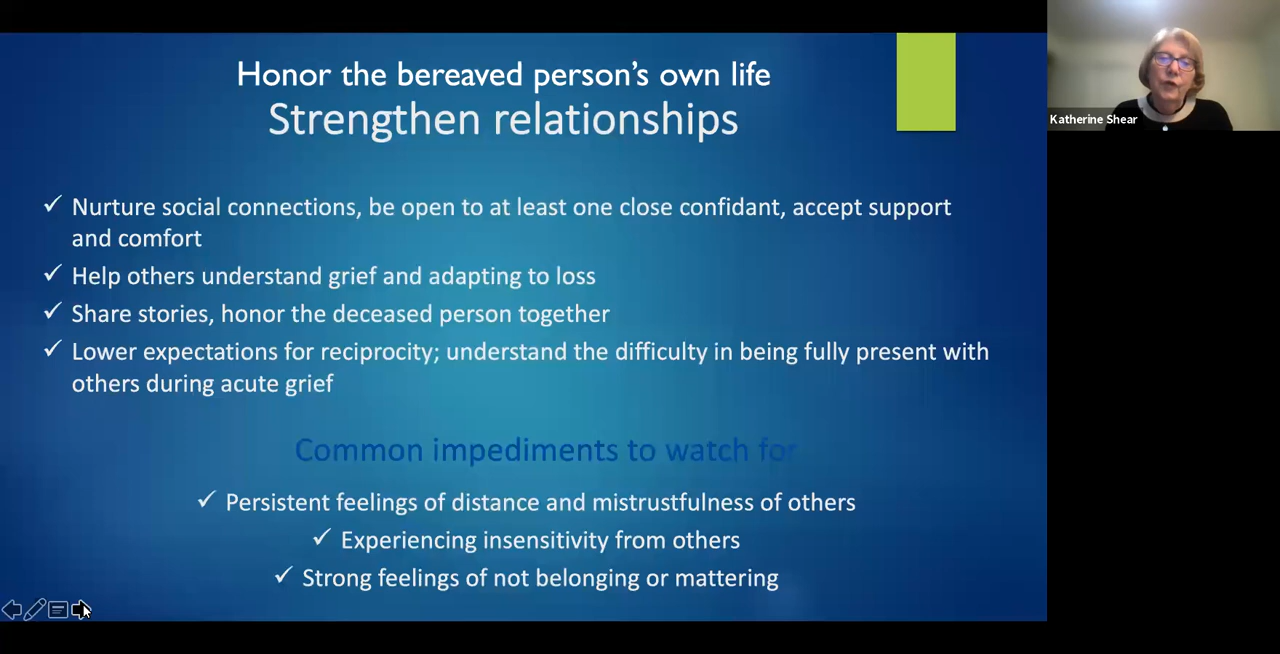 Honor the bereaved person’s own life
Strengthen relationships
Katherine Shear
✓ Nurture social connections, be open to at least one close confidant, accept support
and comfort
✓ Help others understand grief and adapting to loss
✓ Share stories, honor the deceased person together
✓ Lower expectations for reciprocity; understand the difficulty in being fully present with
others during acute grief
Common impediments to watch for
✓ Persistent feelings of distance and mistrustfulness of others
✓ Experiencing insensitivity from others
✓ Strong feelings of not belonging or mattering